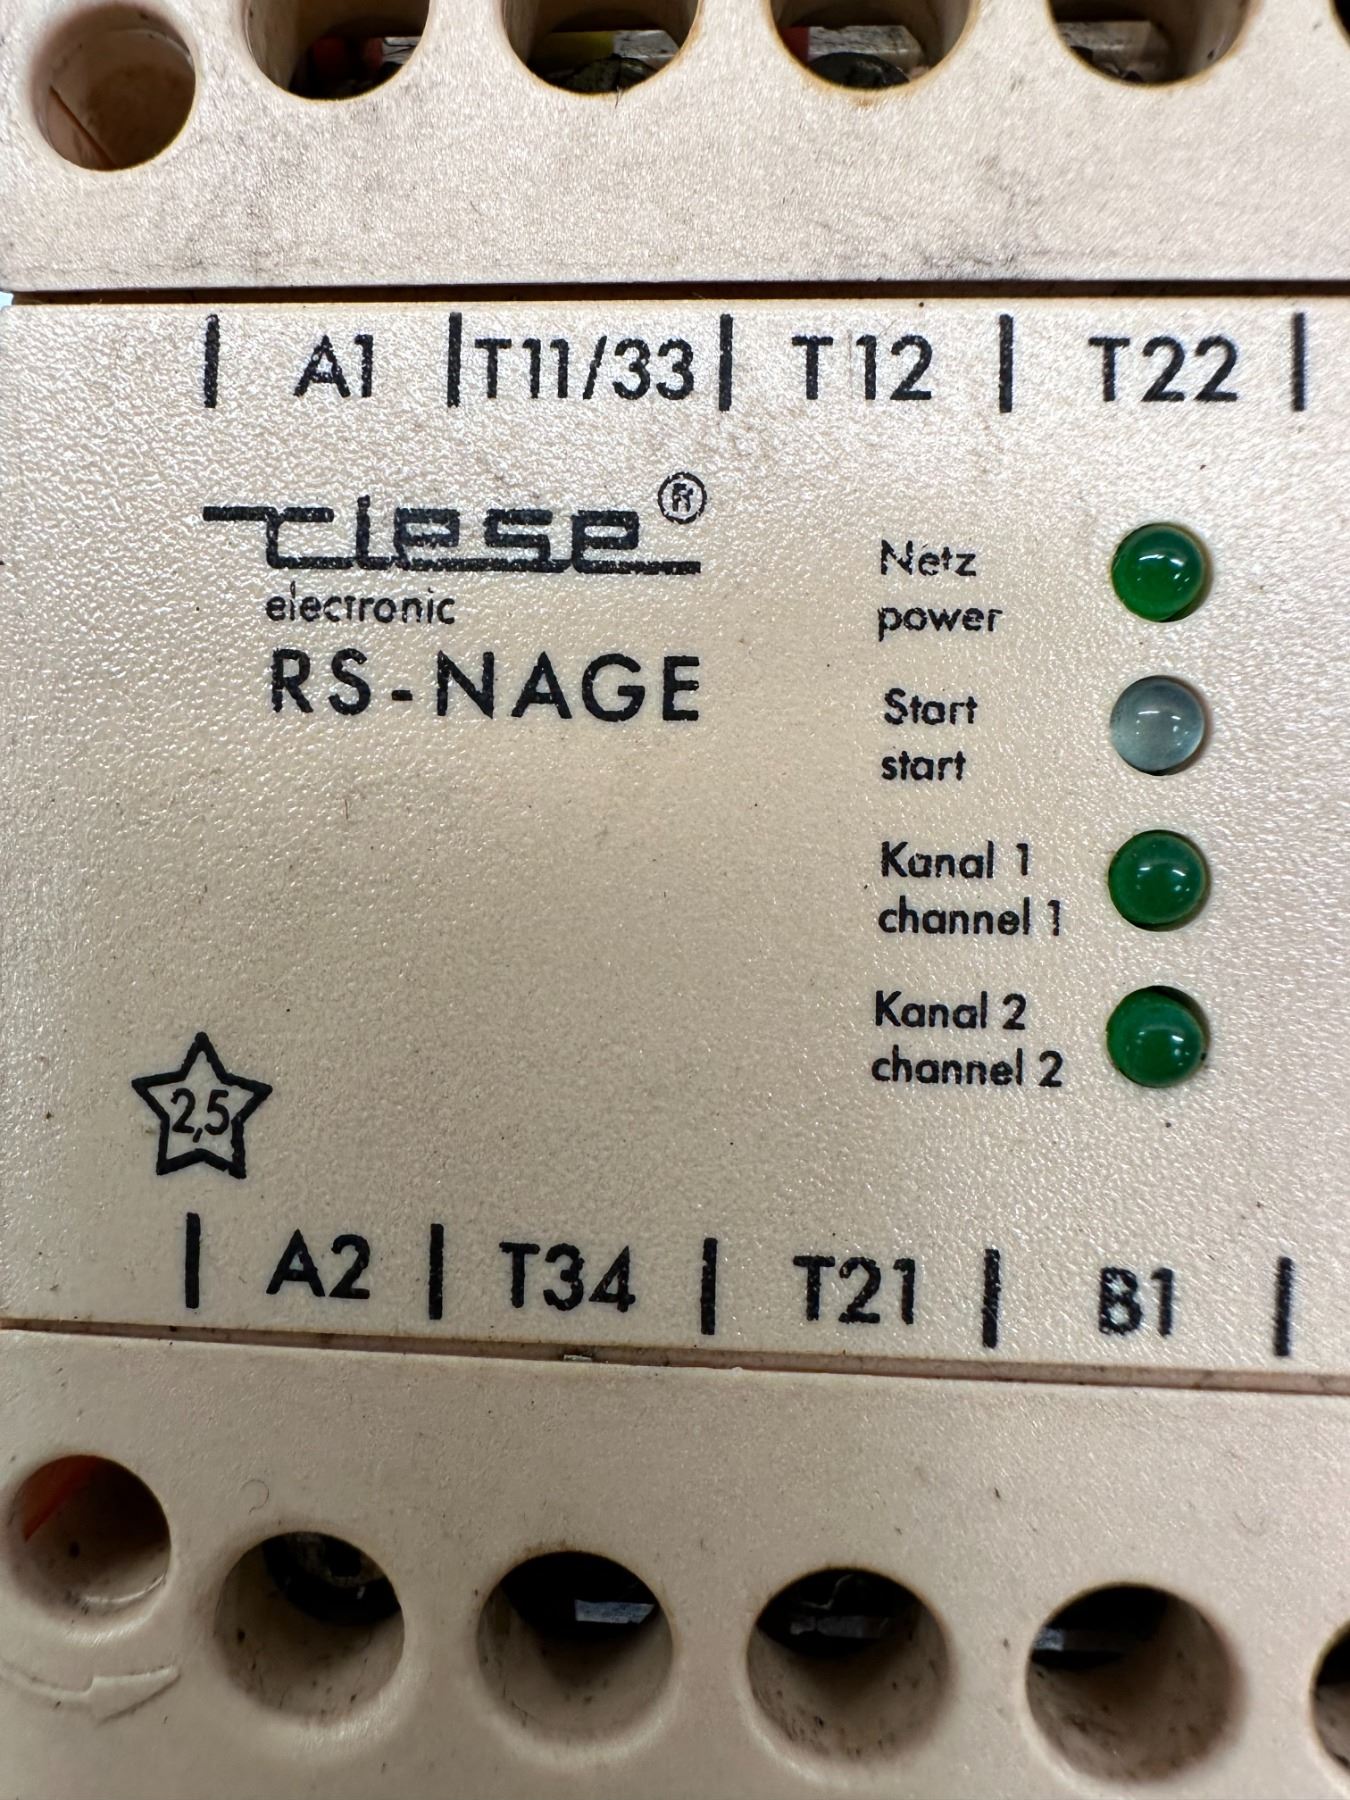 A1 T11/33 T12 T22
riese®
electronic
RS-NAGE
Netz
power
Start
start
Kanal 1
channel 1
Kanal 2
channel 2
2,5
A2 T34 T21 B1